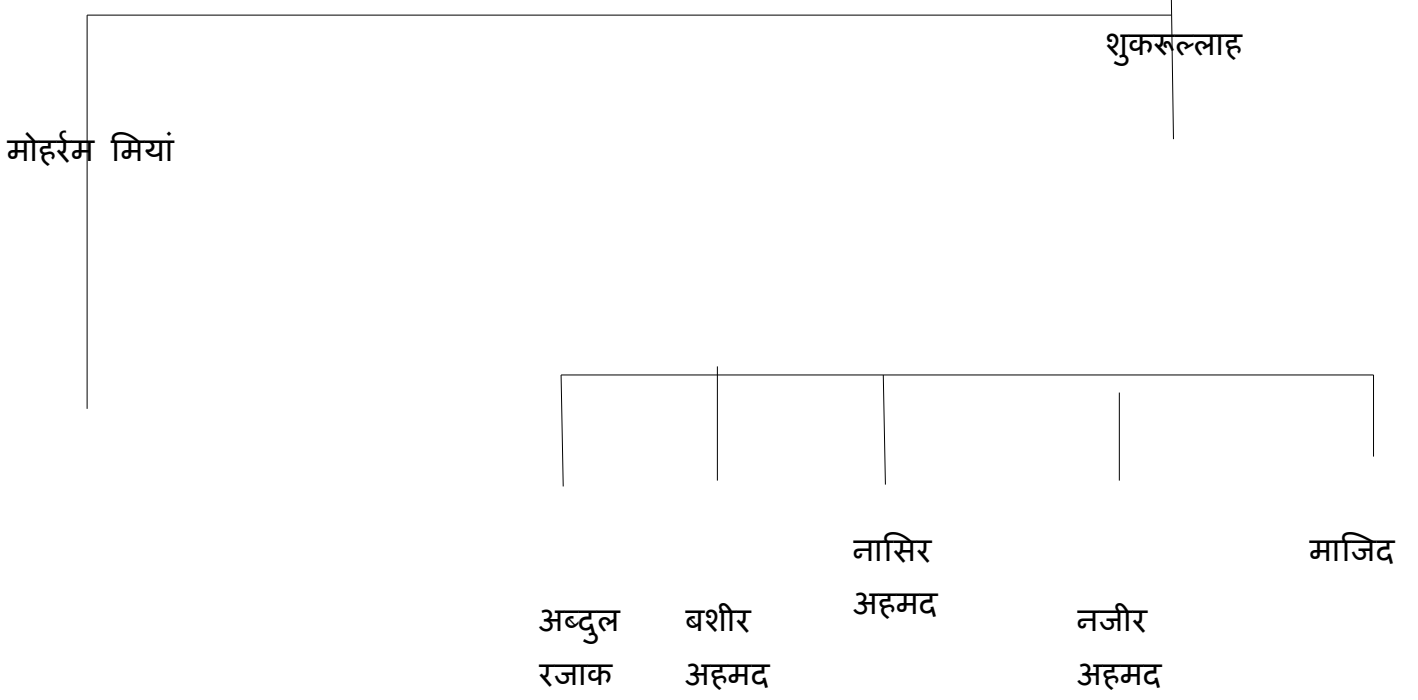 शुकरूल्लाह
मोहर्रम मियां
नासिर
अहमद
माजिद
अब्दुल
रजाक
बशीर
अहमद
नजीर
अहमद